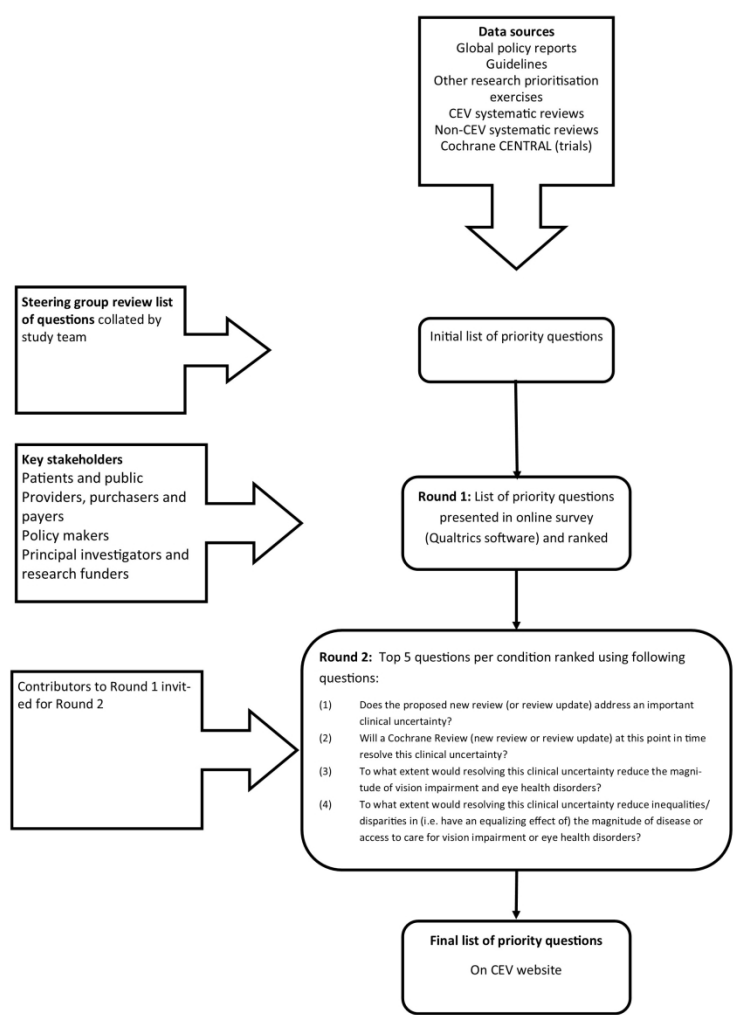 Data sources
Global policy reports
Guidelines
Other research prioritisation
exercises
CEV systematic reviews
Non-CEV systematic reviews
Cochrane CENTRAL (trials)
Steering group review list
of questions collated by
study team
Initial list of priority questions
Key stakeholders
Patients and public
Providers, purchasers and
payers
Policy makers
Principal investigators and
research funders
Round 1: List of priority questions
presented in online survey
(Qualtrics software) and ranked
Contributors to Round 1 invit-
ed for Round 2
Round 2: Top 5 questions per condition ranked using following
questions:
(1) Does the proposed new review (or review update) address an important
clinical uncertainty?
(2) Will a Cochrane Review (new review or review update) at this point in time
resolve this clinical uncertainty?
(3) To what extent would resolving this clinical uncertainty reduce the magni-
tude of vision impairment and eye health disorders?
(4) To what extent would resolving this clinical uncertainty reduce inequalities/
disparities in (i.e. have an equalizing effect of) the magnitude of disease or
access to care for vision impairment or eye health disorders?
Final list of priority questions
On CEV website